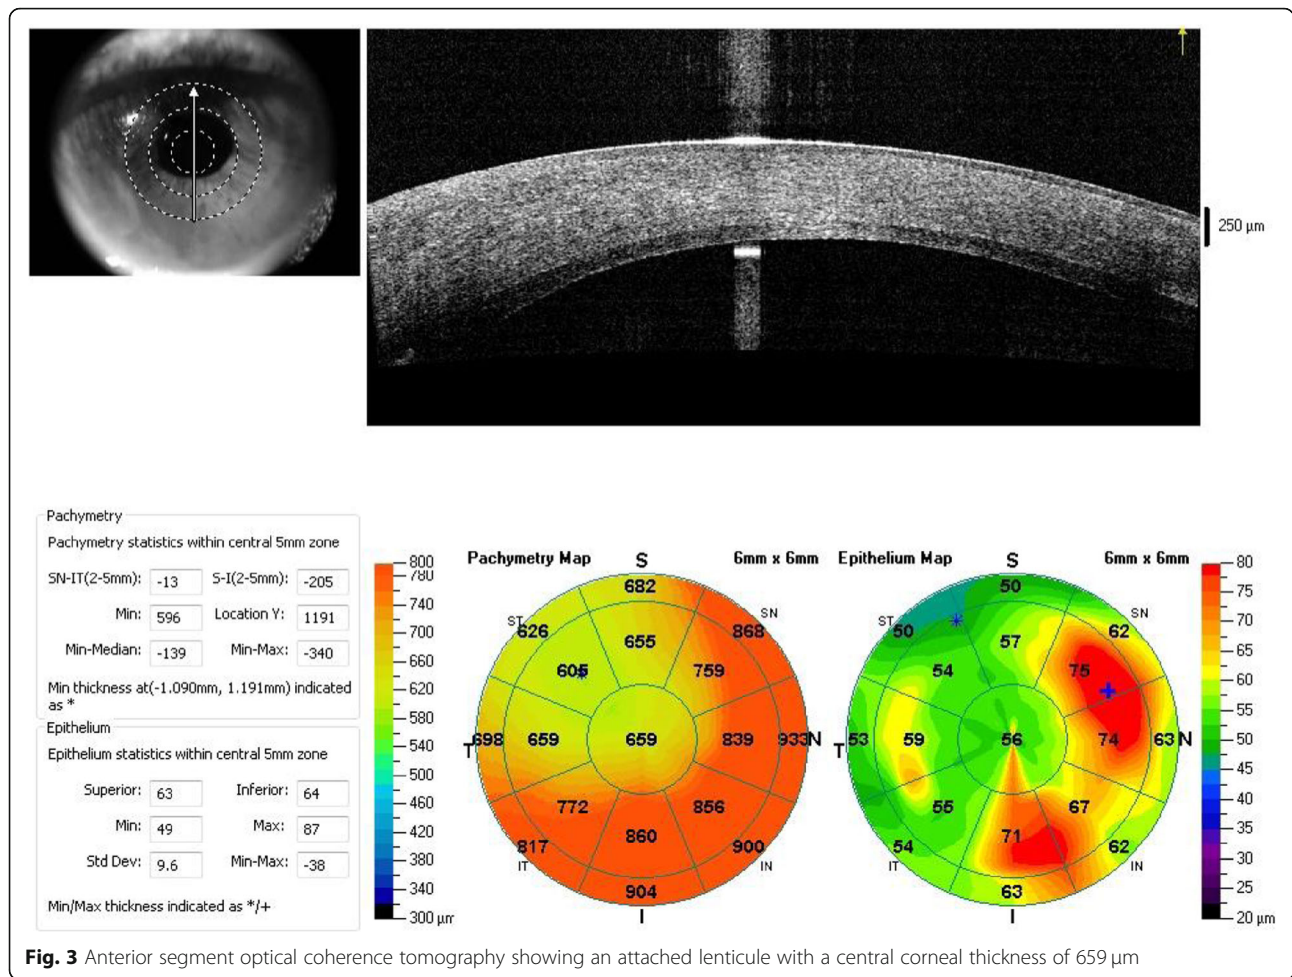 250 µm
Pachymetry
Pachymetry statistics within central 5mm zone
SN-IT(2-5mm): -13 S-I(2-5mm): -205
Min: 596 Location Y: 1191
Min-Median: -139 Min-Max: -340
Min thickness at(-1.090mm, 1.191mm) indicated
as *
Epithelium
Epithelium statistics within central 5mm zone
Superior: 63 Inferior: 64
Min: 49 Max: 87
Std Dev: 9.6 Min-Max: -38
Min/Max thickness indicated as */+
800
780
740
700
660
620
580
540
500
460
420
380
340
300 µm
Pachymetry Map S 6mm x 6mm
682
ST SN
626 868
655
605 759
T 698 659 659 839 933 N
772 856
860
817 900
IT IN
904
I
Epithelium Map S 6mm x 6mm
50
ST SN
50 62
57
54 75
T 53 59 56 74 63 N
55 67
71
54 62
IT IN
63
I
80
75
70
65
60
55
50
45
40
35
30
25
20 µm
Fig. 3 Anterior segment optical coherence tomography showing an attached lenticule with a central corneal thickness of 659 µm